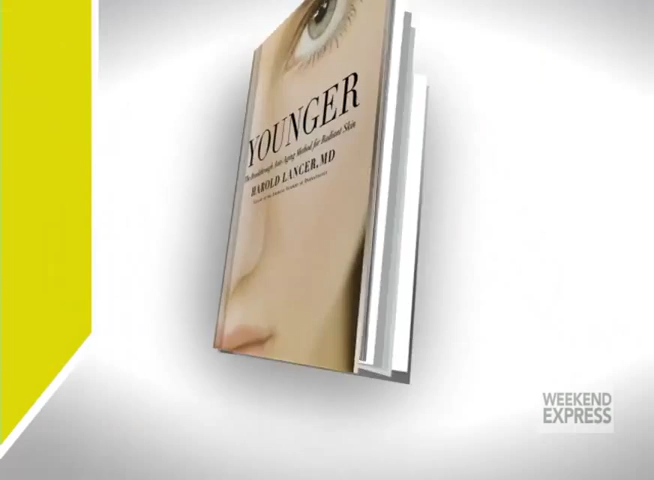 YOUNGER
The Breakthrough Anti-Aging Method for Radiant Skin
HAROLD LANCER, MD
WEEKEND
EXPRESS